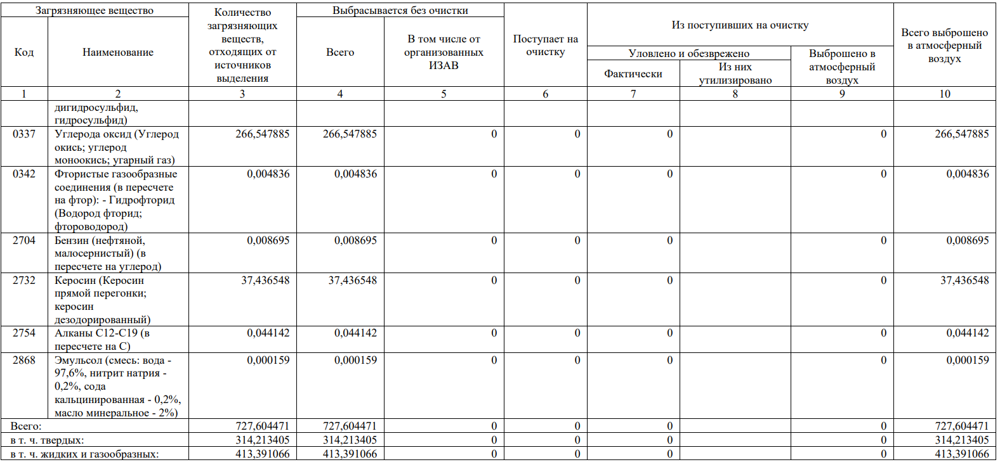 Загрязняющее вещество
Количество загрязняющих веществ, отходящих от источников выделения
Выбрасывается без очистки
Поступает на очистку
Из поступивших на очистку
Всего выброшено в атмосферный воздух
Код
Наименование
Всего
В том числе от организованных ИЗАВ
Уловлено и обезврежено
Выброшено в атмосферный воздух
Фактически
Из них утилизировано
1 2 3 4 5 6 7 8 9 10
дигидросульфид,
гидросульфид)
0337 Углерода оксид (Углерод 266,547885 266,547885 0 0 0 0 266,547885
окись; углерод
моноокись; угарный газ)
0342 Фтористые газообразные 0,004836 0,004836 0 0 0 0 0,004836
соединения (в пересчете
на фтор): - Гидрофторид
(Водород фторид;
фтороводород)
2704 Бензин (нефтяной, 0,008695 0,008695 0 0 0 0 0,008695
малосернистый) (в
пересчете на углерод)
2732 Керосин (Керосин 37,436548 37,436548 0 0 0 0 37,436548
прямой перегонки;
керосин
дезодорированный)
2754 Алканы C12-C19 (в 0,044142 0,044142 0 0 0 0 0,044142
пересчете на С)
2868 Эмульсол (смесь: вода - 0,000159 0,000159 0 0 0 0 0,000159
97,6%, нитрит натрия -
0,2%, сода
кальцинированная - 0,2%,
масло минеральное - 2%)
Всего: 727,604471 727,604471 0 0 0 0 727,604471
в т. ч. твердых: 314,213405 314,213405 0 0 0 0 314,213405
в т. ч. жидких и газообразных: 413,391066 413,391066 0 0 0 0 413,391066